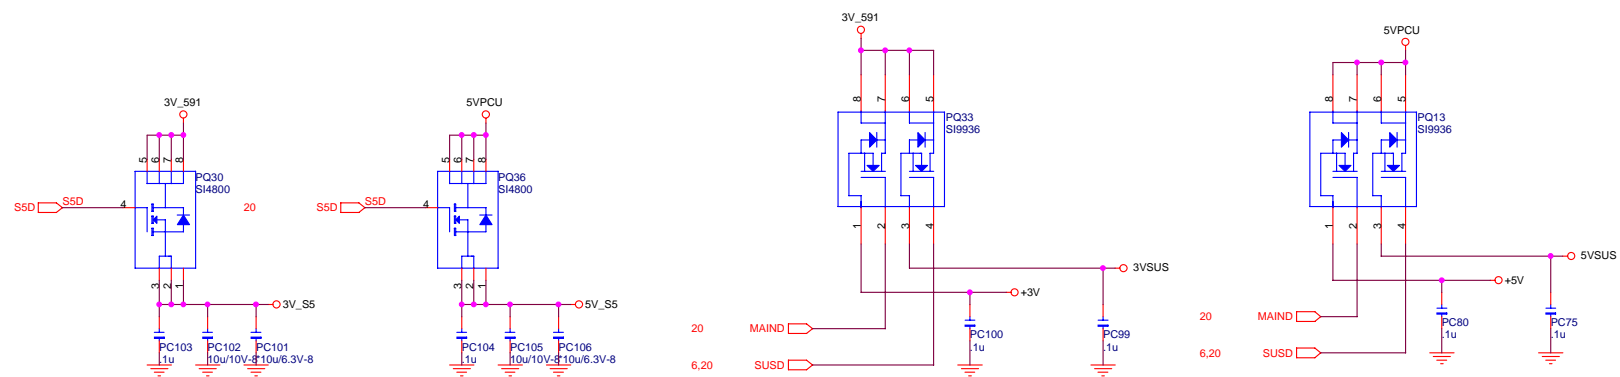 3V_591
5
6
7
8
PQ30
SI4800
S5D
S5D
4
20
3
2
1
3V_S5
PC103
.1u
PC102
10u/10V-8
PC101
*10u/6.3V-8
5VPCU
5
6
7
8
PQ36
SI4800
S5D
S5D
4
3
2
1
5V_S5
PC104
.1u
PC105
10u/10V-8
PC106
*10u/6.3V-8
3V_591
8
7
6
5
PQ33
SI9936
1
2
3
4
3VSUS
+3V
20
MAIND
PC100
.1u
PC99
.1u
6,20
SUSD
5VPCU
8
7
6
5
PQ13
SI9936
1
2
3
4
5VSUS
+5V
20
MAIND
PC80
.1u
PC75
.1u
6,20
SUSD